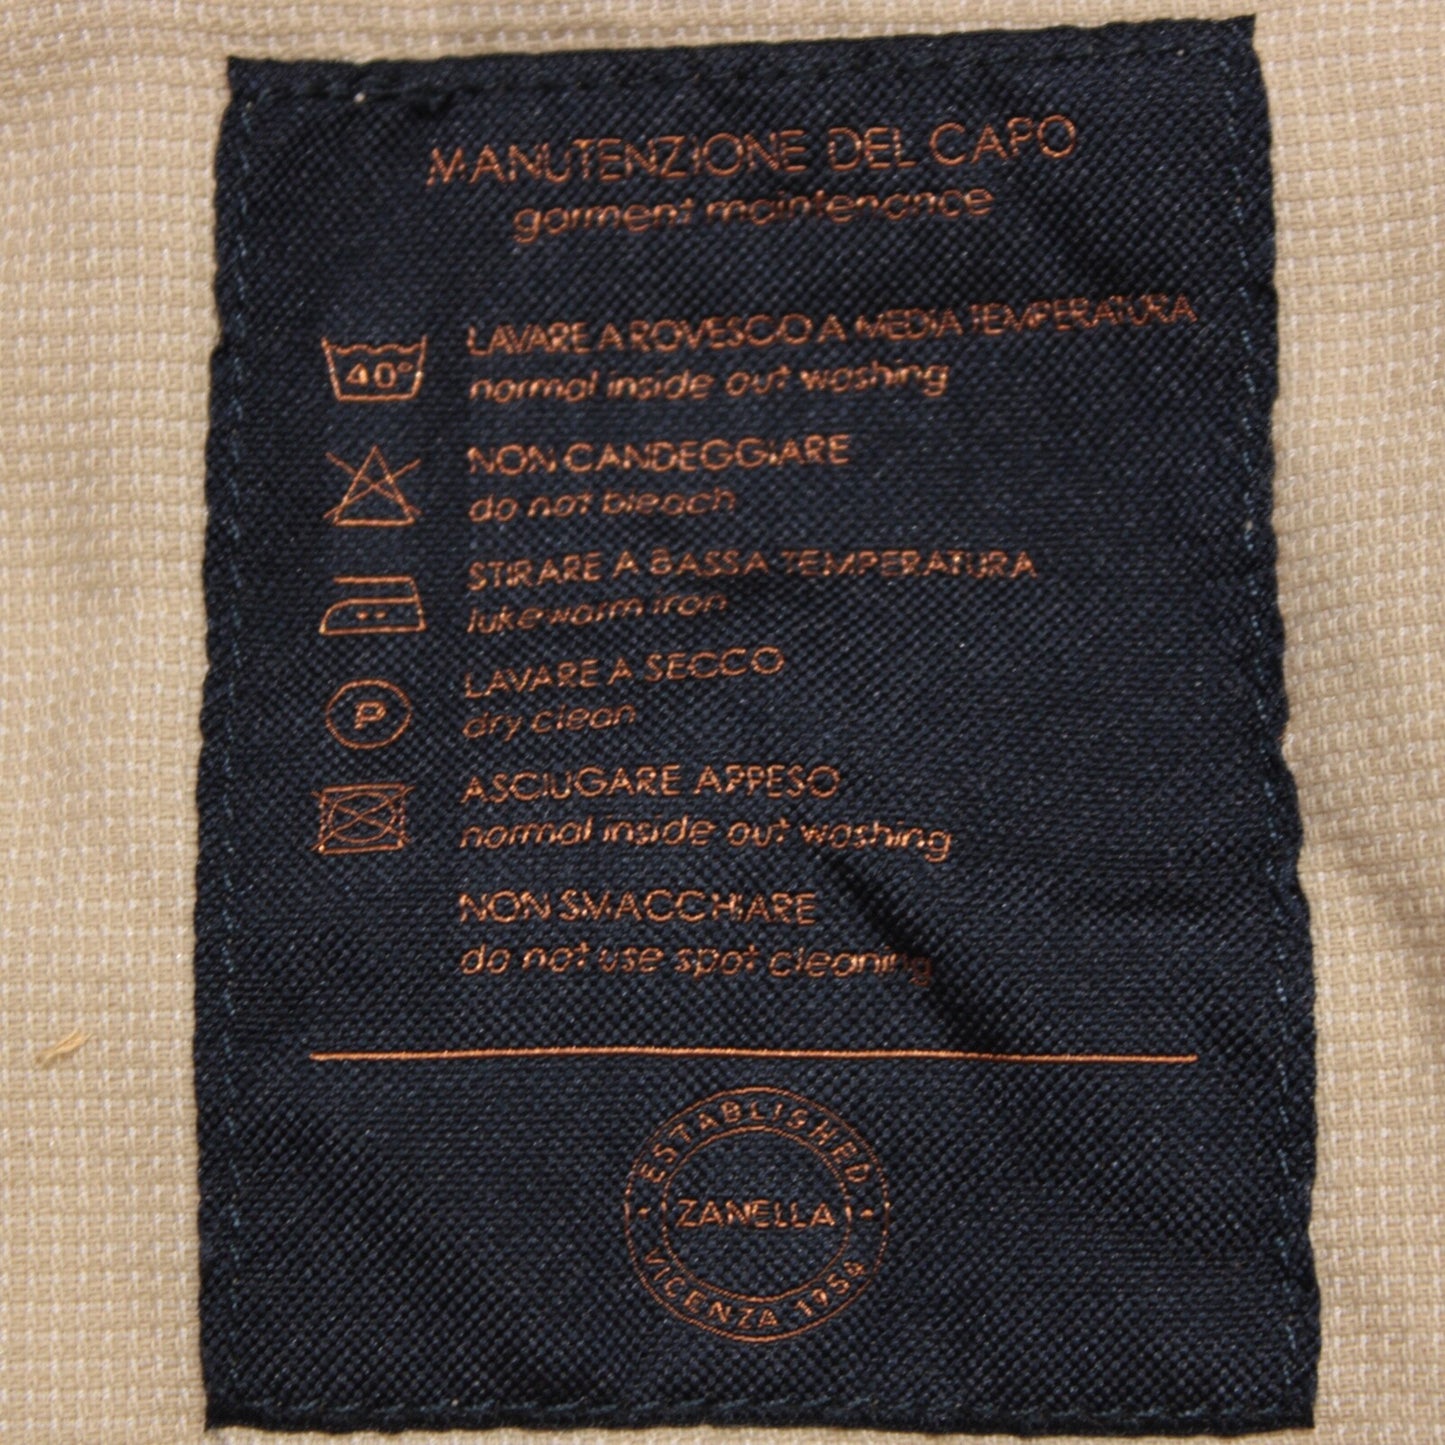 MANUTENZIONE DEL CAPO
garment maintenance
40°
LAVARE A ROVESCIO A MEDIA TEMPERATURA
normal inside out washing
NON CANDEGGIARE
do not bleach
STIRARE A BASSA TEMPERATURA
lukewarm iron
P
LAVARE A SECCO
dry clean
ASCIUGARE APPESO
normal inside out washing
NON SMACCHIARE
do not use spot cleaning
ESTABLISHED
ZANELLA
VICENZA 1954